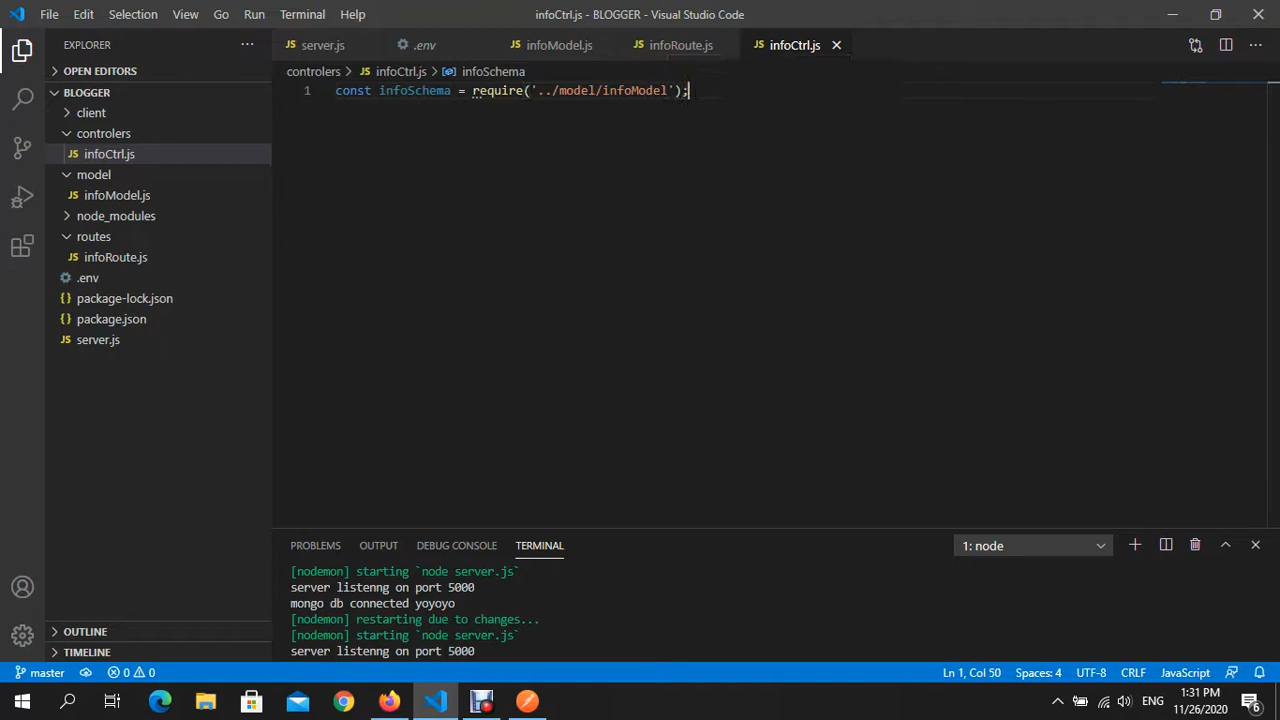 File Edit Selection View Go Run Terminal Help infoCtrl.js - BLOGGER - Visual Studio Code
EXPLORER
server.js .env infoModel.js infoRoute.js infoCtrl.js
OPEN EDITORS
controlers > infoCtrl.js > infoSchema
BLOGGER
1 const infoSchema = require('../model/infoModel');
client
controlers
JS infoCtrl.js
model
JS infoModel.js
node_modules
routes
JS infoRoute.js
.env
{} package-lock.json
{} package.json
JS server.js
PROBLEMS OUTPUT DEBUG CONSOLE TERMINAL 1: node
[nodemon] starting `node server.js`
server listenng on port 5000
mongo db connected yoyoyo
[nodemon] restarting due to changes...
[nodemon] starting `node server.js`
server listenng on port 5000
OUTLINE
TIMELINE
master 0 0 Ln 1, Col 50 Spaces: 4 UTF-8 CRLF JavaScript
ENG 1:31 PM
11/26/2020 6